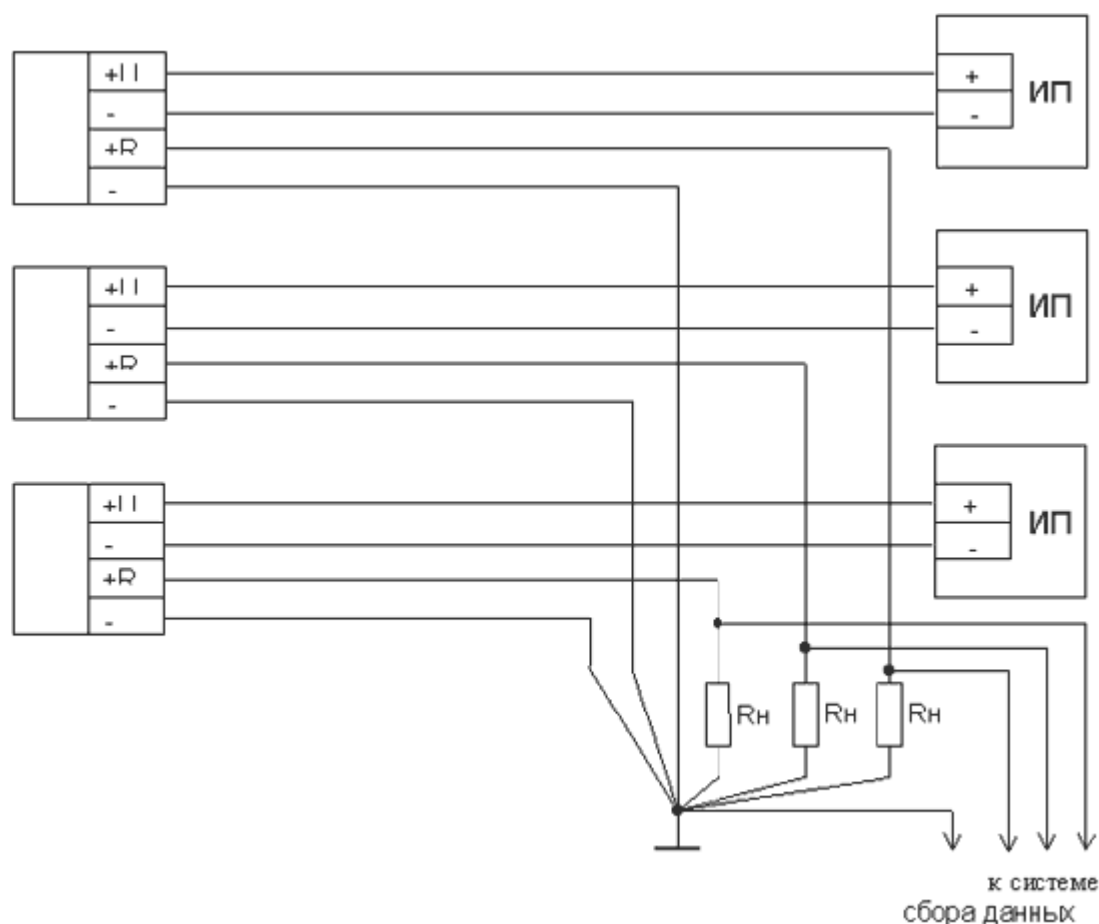 +U
-
+R
-
+ ИП
-
+U
-
+R
-
+ ИП
-
+U
-
+R
-
+ ИП
-
Rн Rн Rн
к системе
сбора данных